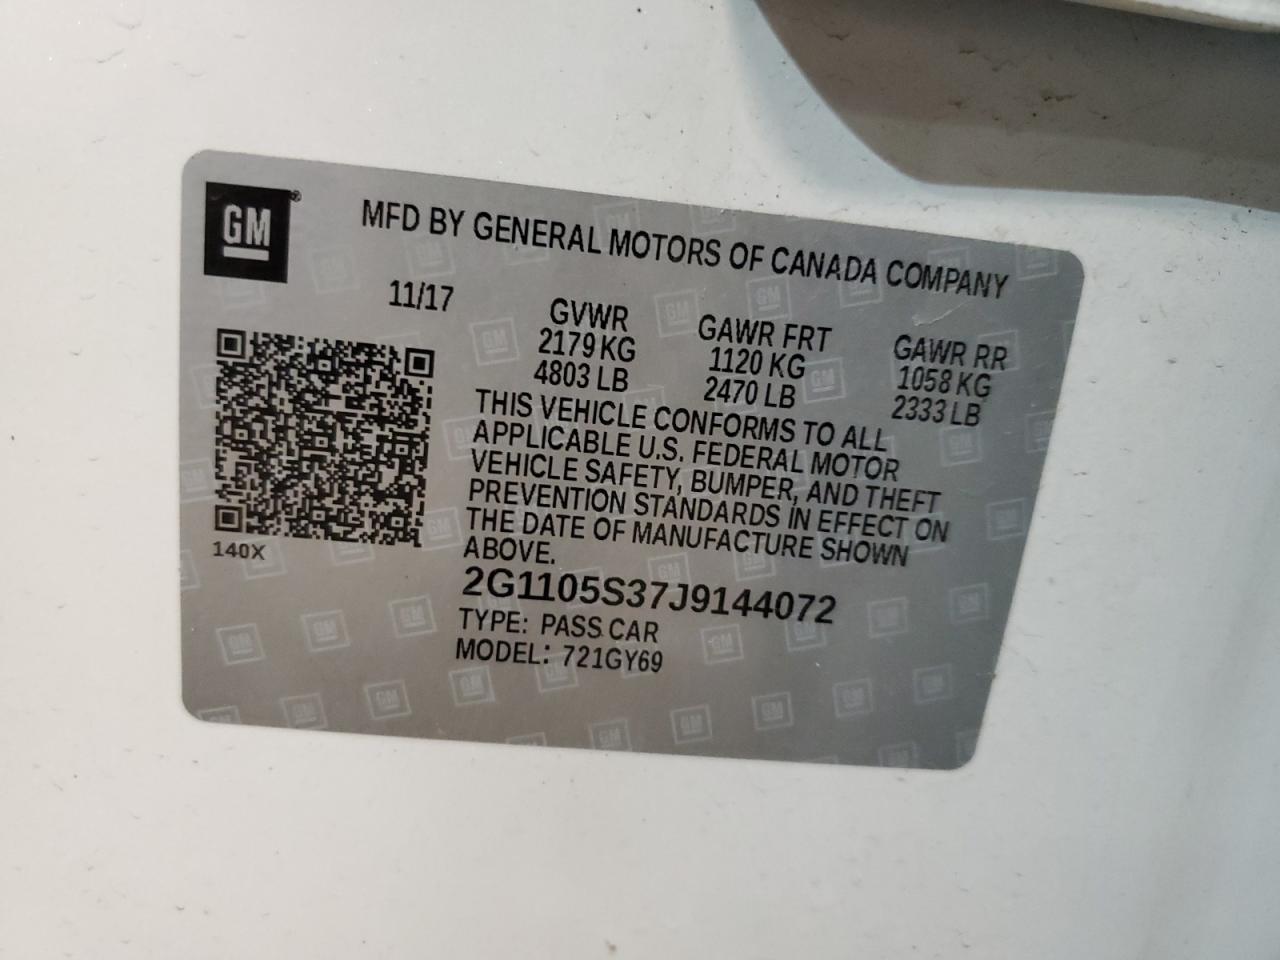 GM®
MFD BY GENERAL MOTORS OF CANADA COMPANY
11/17
GVWR
2179 KG
4803 LB
GAWR FRT
1120 KG
2470 LB
GAWR RR
1058 KG
2333 LB
THIS VEHICLE CONFORMS TO ALL
APPLICABLE U.S. FEDERAL MOTOR
VEHICLE SAFETY, BUMPER, AND THEFT
PREVENTION STANDARDS IN EFFECT ON
THE DATE OF MANUFACTURE SHOWN
ABOVE.
140X
2G1105S37J9144072
TYPE: PASS CAR
MODEL: 721GY69